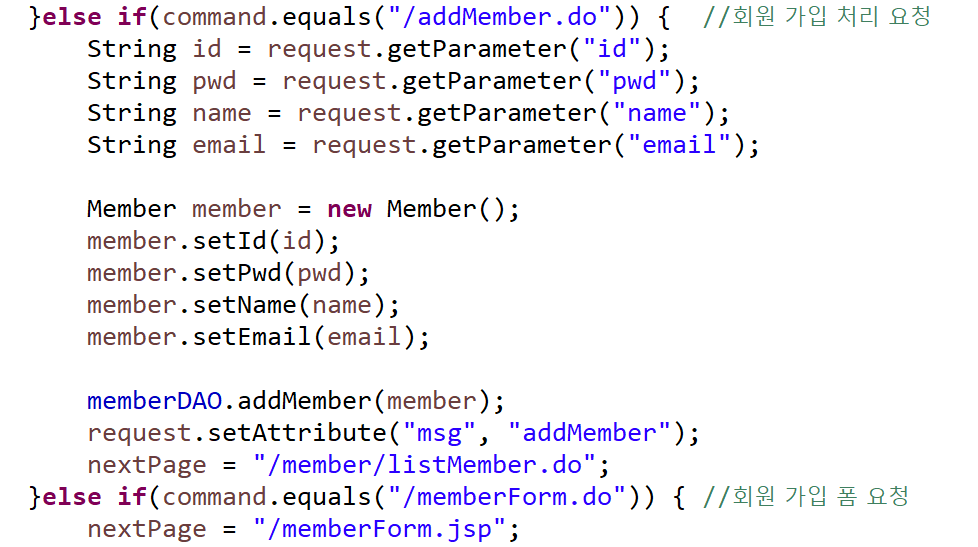 }else if(command.equals("/addMember.do")) {  //회원 가입 처리 요청
    String id = request.getParameter("id");
    String pwd = request.getParameter("pwd");
    String name = request.getParameter("name");
    String email = request.getParameter("email");

    Member member = new Member();
    member.setId(id);
    member.setPwd(pwd);
    member.setName(name);
    member.setEmail(email);

    memberDAO.addMember(member);
    request.setAttribute("msg", "addMember");
    nextPage = "/member/listMember.do";
}else if(command.equals("/memberForm.do")) { //회원 가입 폼 요청
    nextPage = "/memberForm.jsp";